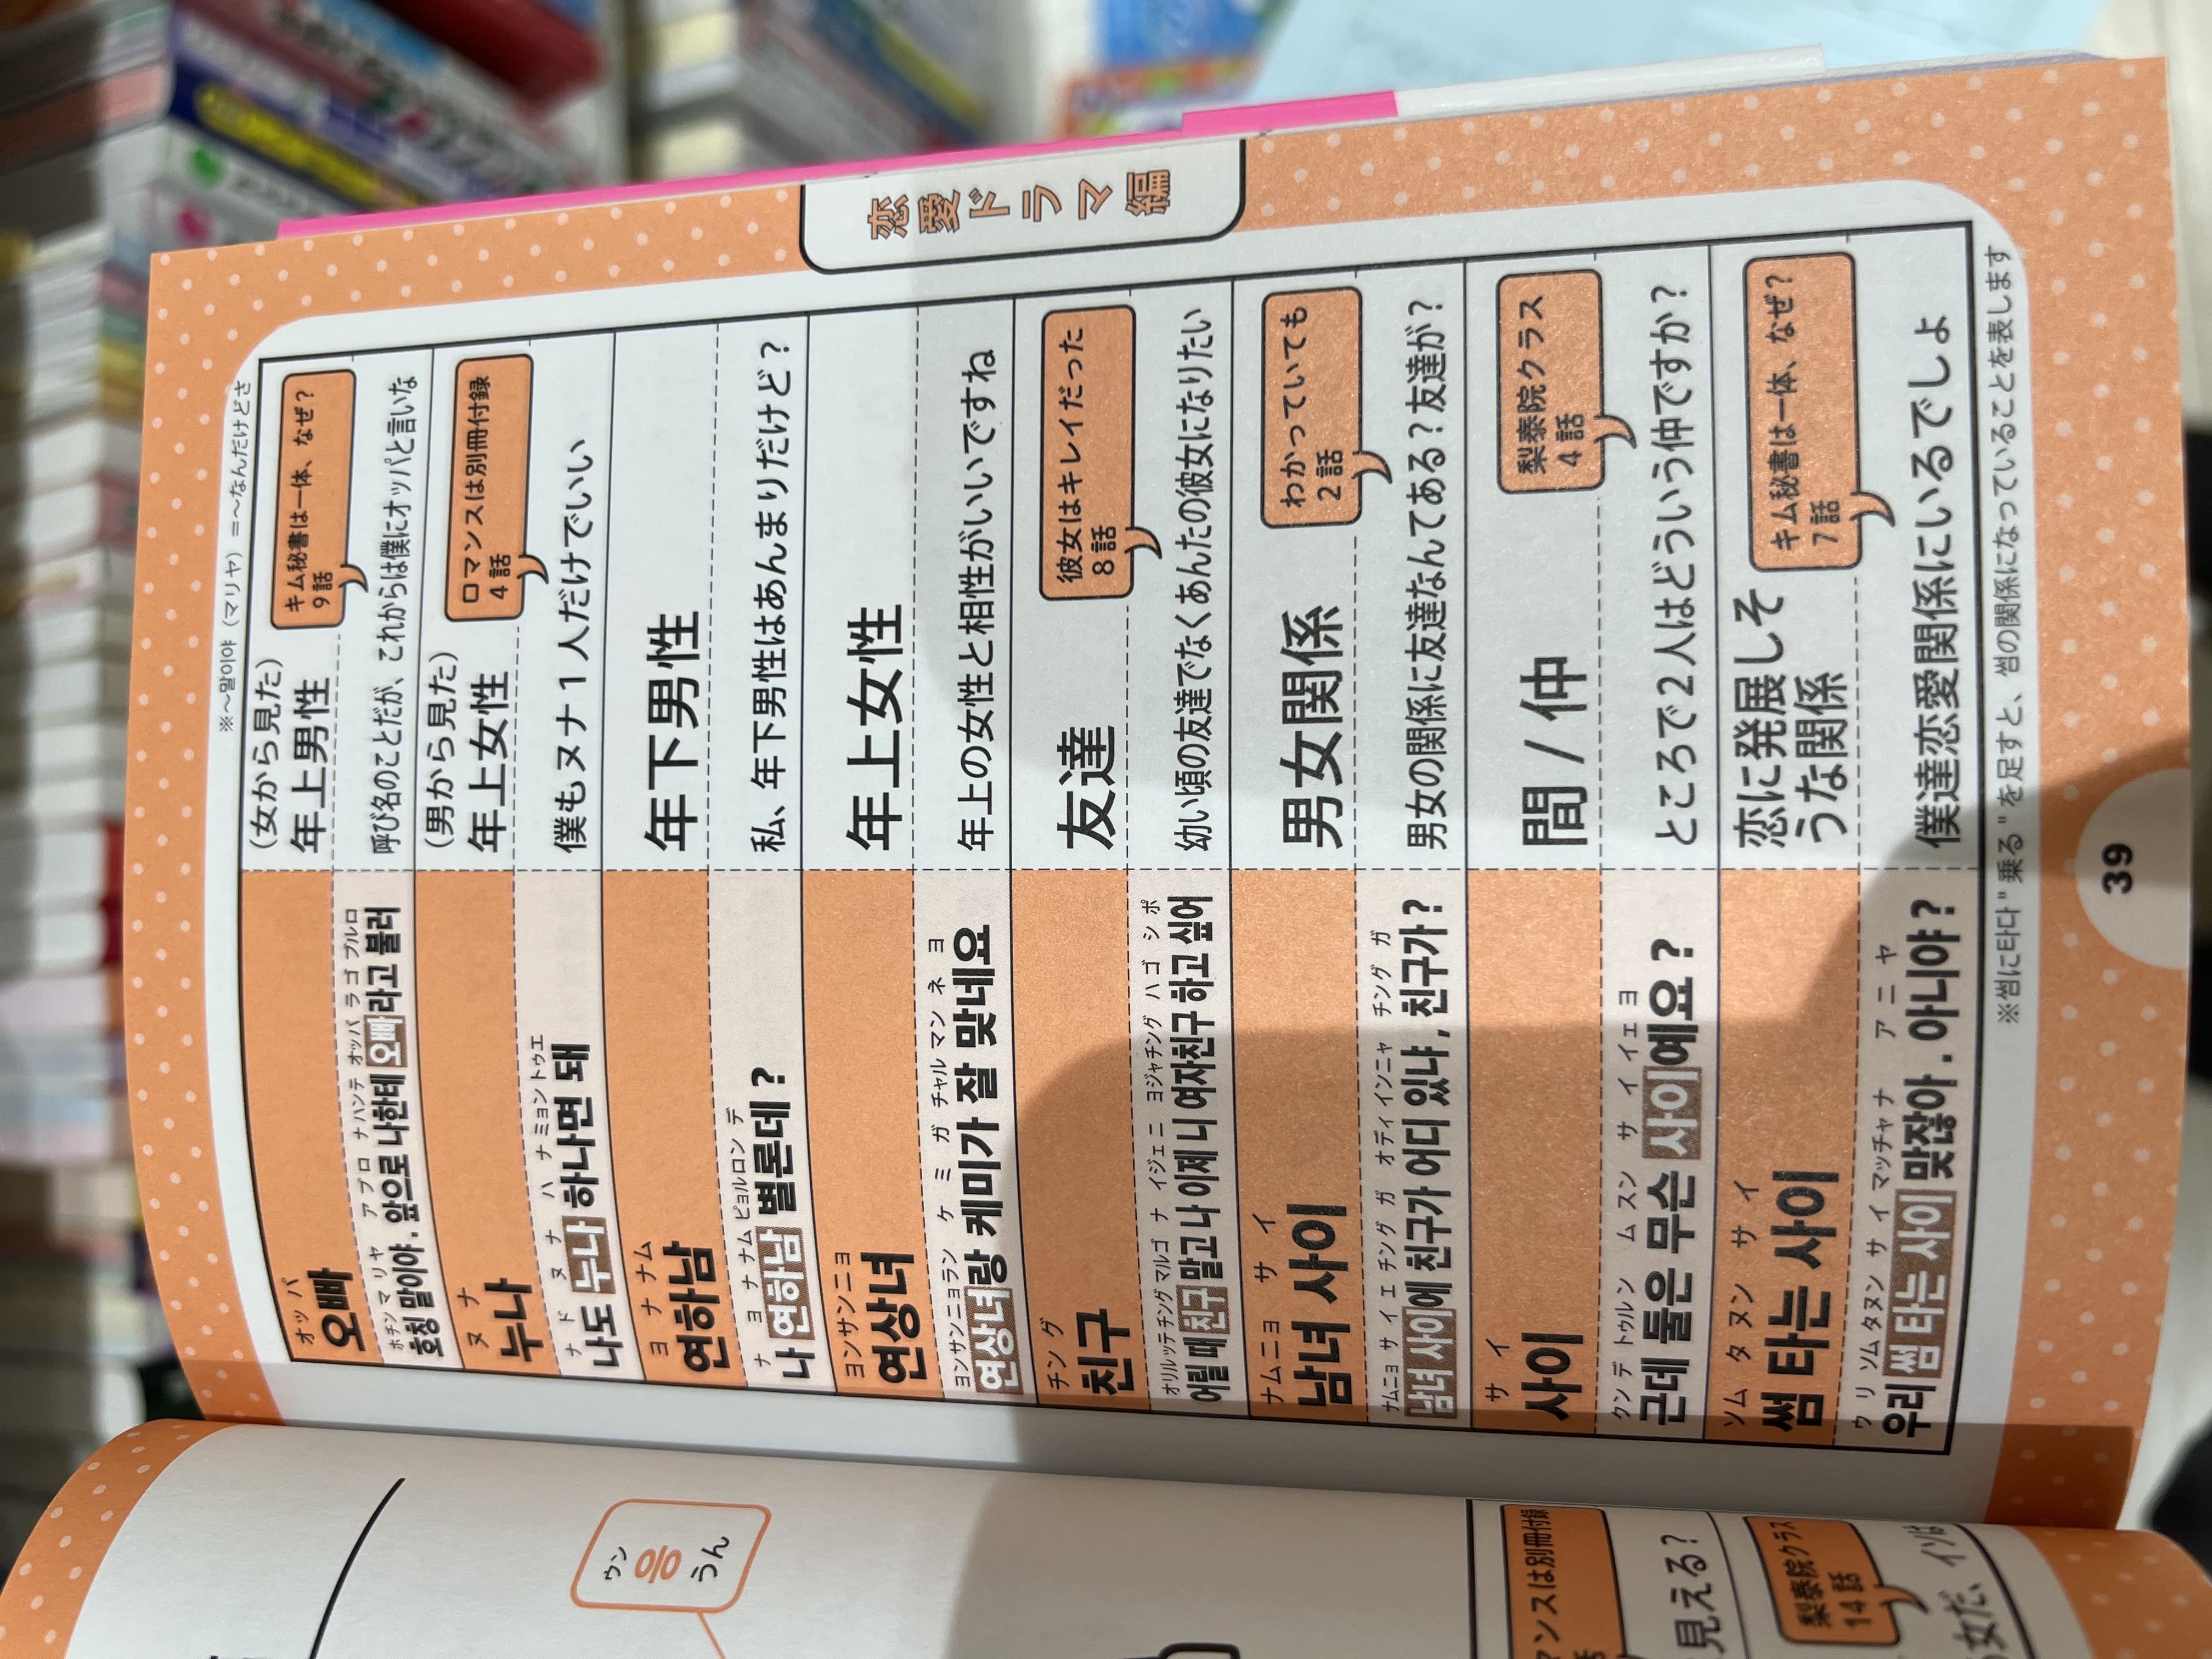 ※～말이야（マリヤ）＝～なんだけどさ
オッパ
오빠
（女から見た）
年上男性
キム秘書は一体、なぜ？
9話
ホチン マ リ ヤ ア プロ ナハンテ オッパ ラ ゴ ブルロ
호칭 말이야 . 앞으로 나한테 오빠라고 불러
呼び名のことだが、これからは僕にオッパと言いな
ヌ ナ
누나
（男から見た）
年上女性
ロマンスは別冊付録
4話
ナ ド ヌ ナ ハ ナ ミョン トゥエ
나도 누나 하나면 돼
僕もヌナ1人だけでいい
ヨ ナ ナム
연하남
年下男性
ナ ヨ ナ ナム ピョルロン デ
나 연하남 별론데 ?
私、年下男性はあんまりだけど？
ヨンサンニョ
연상녀
年上女性
ヨンサンニョラン ケ ミ ガ チャル マン ネ ヨ
연상녀랑 케미가 잘 맞네요
年上の女性と相性がいいですね
チン グ
친구
友達
彼女はキレイだった
8話
オリル ッテ チング マルゴ ナ イジェ ニ ヨジャチング ハ ゴ シ ポ
어릴 때 친구 말고 나 이제 니 여자친구 하고 싶어
幼い頃の友達でなくあんたの彼女になりたい
ナムニョ サ イ
남녀 사이
男女関係
わかっていても
2話
ナムニョ サ イ エ チング ガ オディ インニャ チング ガ
남녀 사이에 친구가 어디 있냐 , 친구가 ?
男女の関係に友達なんてある？友達が？
サ イ
사이
間 / 仲
梨泰院クラス
4話
クン デ トゥルン ム スン サ イ イェ ヨ
근데 둘은 무슨 사이예요 ?
ところで2人はどういう仲ですか？
ソム タ ヌン サ イ
썸 타는 사이
恋に発展しそ
うな関係
キム秘書は一体、なぜ？
7話
ウ リ ソム タヌン サ イ マッチャ ナ ア ニ ヤ
우리 썸 타는 사이 맞잖아 . 아니야 ?
僕達恋愛関係にいるでしょ
※썸に타다"乗る"を足すと、썸の関係になっていることを表します
39
恋愛ドラマ編
ウン
응
うん
マンスは別冊付録
話
見える？
梨泰院クラス
14話
女だ、イソは